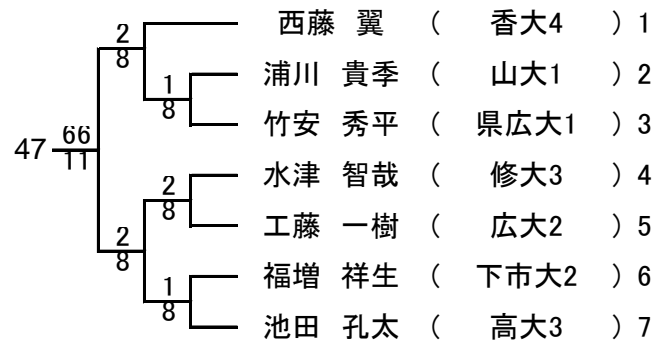 西藤 翼 ( 香大4 ) 1
2
8
浦川 貴季 ( 山大1 ) 2
1
8
竹安 秀平 ( 県広大1 ) 3
47 66
11
水津 智哉 ( 修大3 ) 4
2
8
工藤 一樹 ( 広大2 ) 5
2
8
福増 祥生 ( 下市大2 ) 6
1
8
池田 孔太 ( 高大3 ) 7